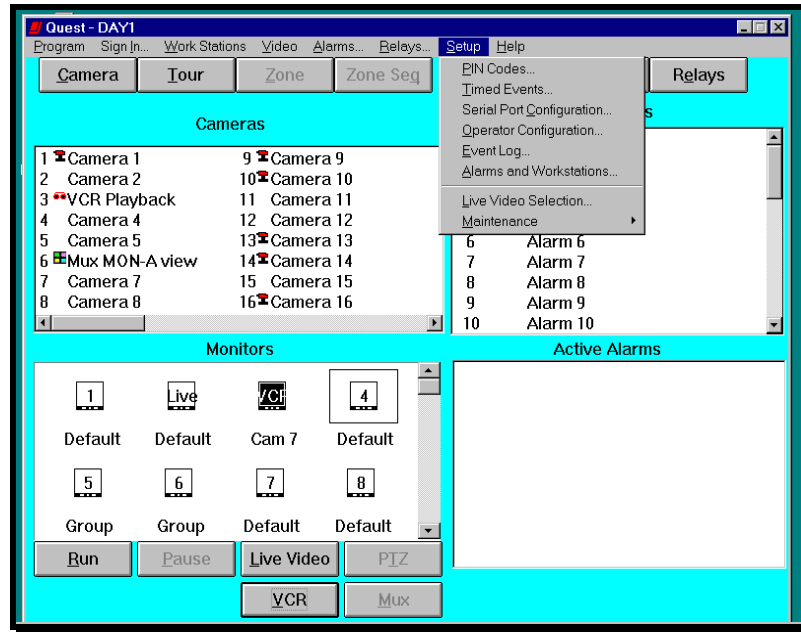 Quest - DAY1
Program Sign In... Work Stations Video Alarms... Relays... Setup Help
Camera Tour Zone Zone Seq Relays
PIN Codes...
Timed Events...
Serial Port Configuration...
Operator Configuration...
Event Log...
Alarms and Workstations...
Live Video Selection...
Maintenance
Cameras
s
1 Camera 1 9 Camera 9
2 Camera 2 10 Camera 10
3 VCR Playback 11 Camera 11
4 Camera 4 12 Camera 12
5 Camera 5 13 Camera 13
6 Mux MON-A view 14 Camera 14
7 Camera 7 15 Camera 15
8 Camera 8 16 Camera 16
6 Alarm 6
7 Alarm 7
8 Alarm 8
9 Alarm 9
10 Alarm 10
Monitors
1 Live VCR 4
Default Default Cam 7 Default
5 6 7 8
Group Group Default Default
Run Pause Live Video PTZ
VCR Mux
Active Alarms